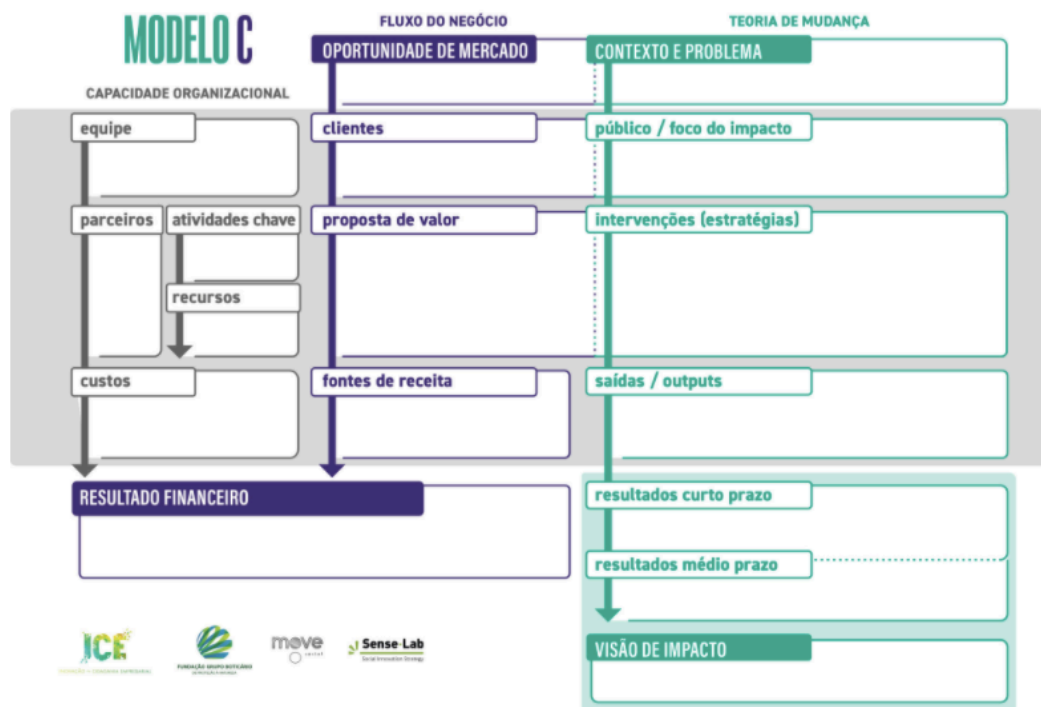 MODELO C
FLUXO DO NEGÓCIO
TEORIA DE MUDANÇA
OPORTUNIDADE DE MERCADO
CONTEXTO E PROBLEMA
CAPACIDADE ORGANIZACIONAL
equipe
clientes
público / foco do impacto
parceiros
atividades chave
proposta de valor
intervenções (estratégias)
recursos
custos
fontes de receita
saídas / outputs
RESULTADO FINANCEIRO
resultados curto prazo
resultados médio prazo
VISÃO DE IMPACTO
ICE
FUNDAÇÃO GRUPO BOTICÁRIO
move
social
Sense-Lab
Social Innovation Strategy